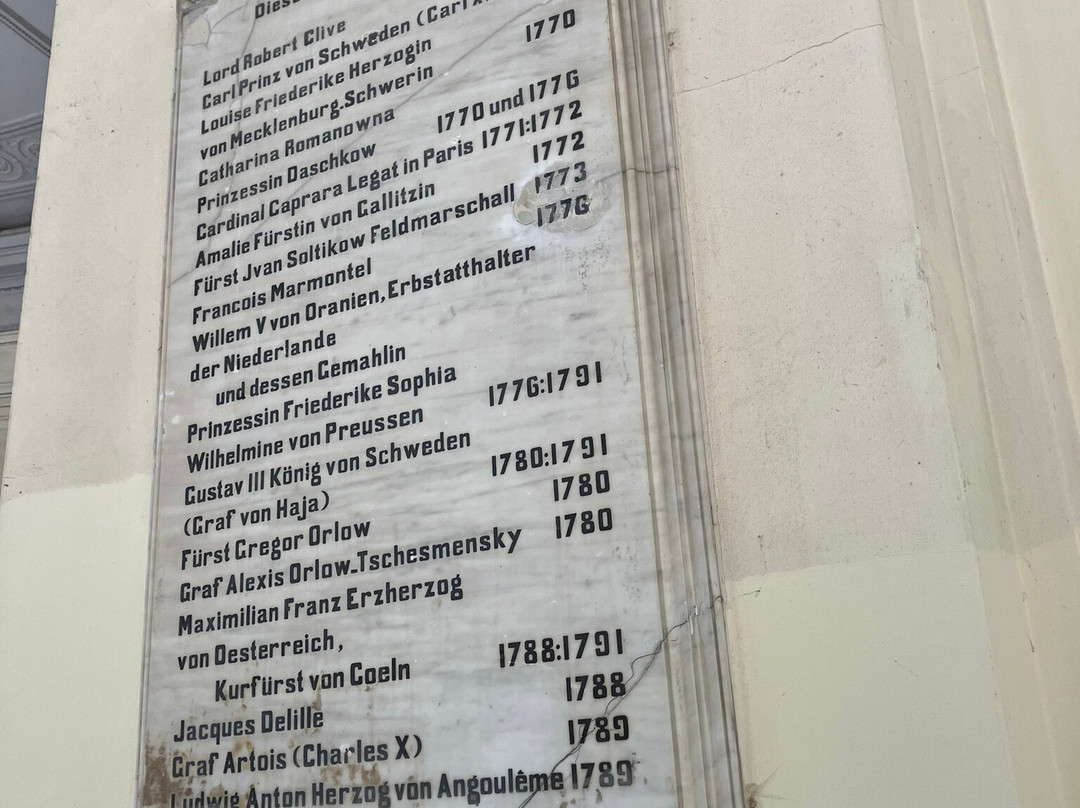 Lord Robert Clive
Carl Prinz von Schweden (Carl
Louise Friederike Herzogin
von Mecklenburg-Schwerin 1770
Catharina Romanowna
Prinzessin Daschkow 1770 und 1776
Cardinal Caprara Legat in Paris 1771:1772
Amalie Fürstin von Gallitzin 1772
Fürst Jvan Soltikow Feldmarschall 1773
Francois Marmontel 1776
Willem V von Oranien, Erbstatthalter
der Niederlande
und dessen Gemahlin
Prinzessin Friederike Sophia
Wilhelmine von Preussen 1776:1791
Gustav III König von Schweden
(Graf von Haja) 1780:1791
Fürst Gregor Orlow 1780
Graf Alexis Orlow-Tschesmensky 1780
Maximilian Franz Erzherzog
von Oesterreich,
Kurfürst von Coeln 1788:1791
Jacques Delille 1788
Graf Artois (Charles X) 1789
Ludwig Anton Herzog von Angoulême 1789